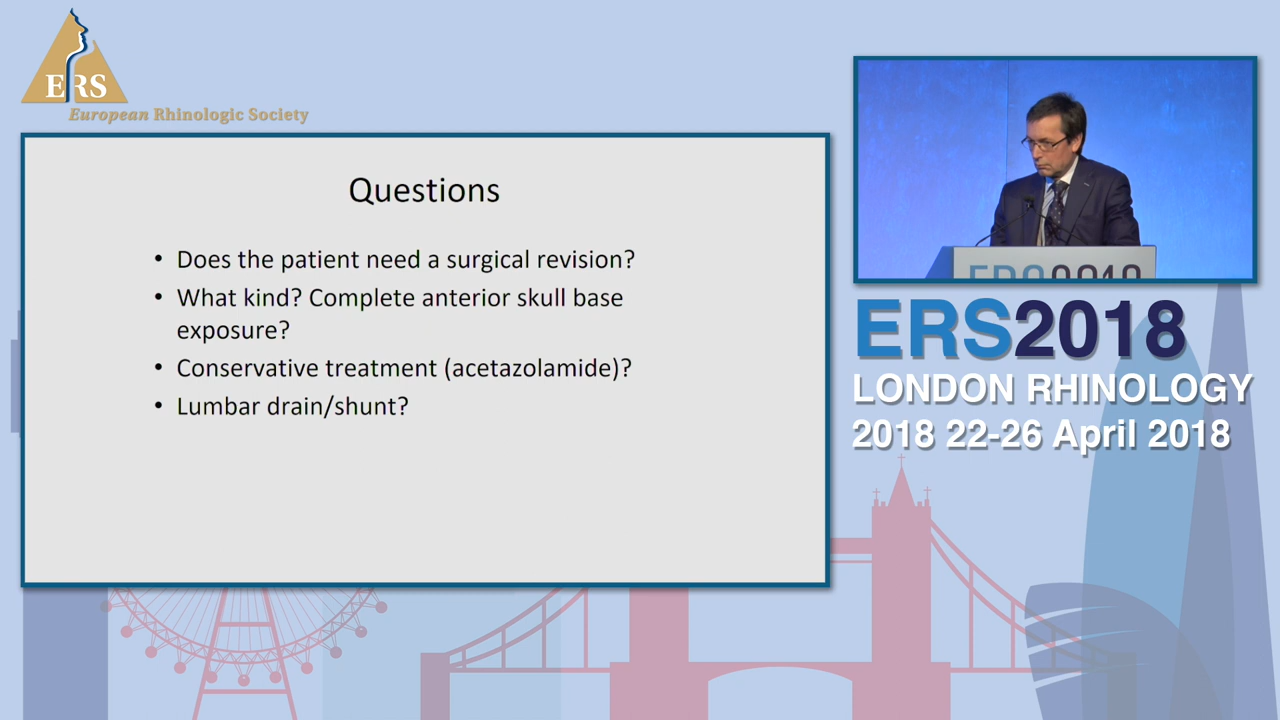 ERS
European Rhinologic Society
Questions
• Does the patient need a surgical revision?
• What kind? Complete anterior skull base
exposure?
• Conservative treatment (acetazolamide)?
• Lumbar drain/shunt?
ERS2018
ERS2018
LONDON RHINOLOGY
2018 22-26 April 2018